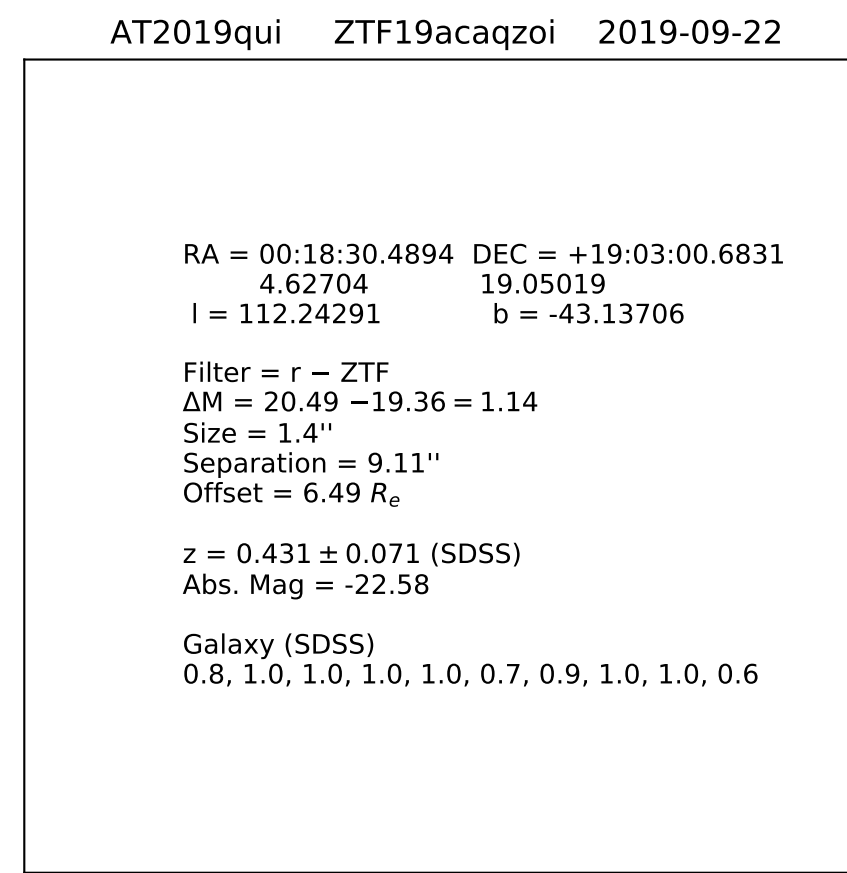 AT2019qui ZTF19acaqzoi 2019-09-22
RA = 00:18:30.4894 DEC = +19:03:00.6831
4.62704 19.05019
l = 112.24291 b = -43.13706
Filter = r − ZTF
ΔM = 20.49 −19.36 = 1.14
Size = 1.4''
Separation = 9.11''
Offset = 6.49 Rₑ
z = 0.431 ± 0.071 (SDSS)
Abs. Mag = -22.58
Galaxy (SDSS)
0.8, 1.0, 1.0, 1.0, 1.0, 0.7, 0.9, 1.0, 1.0, 0.6